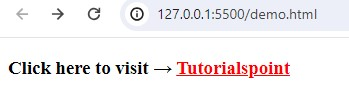 127.0.0.1:5500/demo.html
Click here to visit → Tutorialspoint